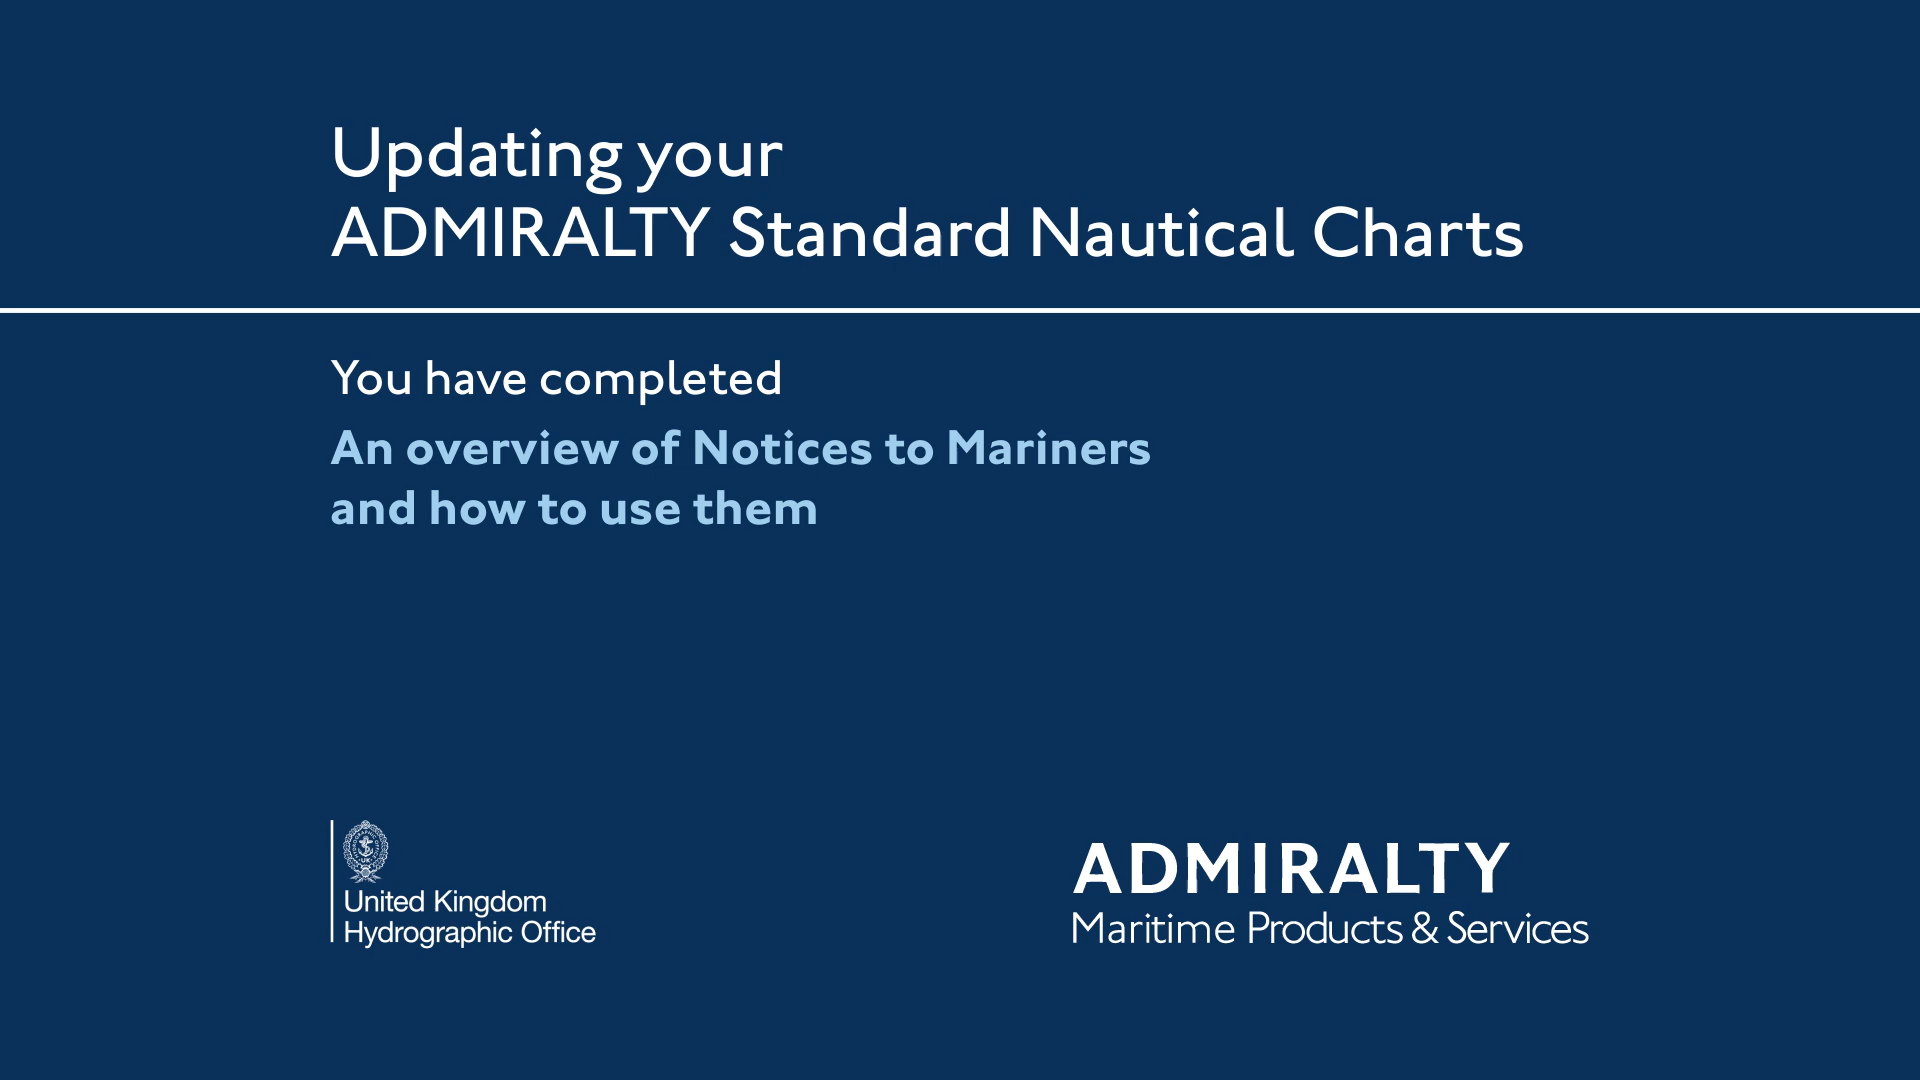 Updating your
ADMIRALTY Standard Nautical Charts
You have completed
An overview of Notices to Mariners
and how to use them
United Kingdom
Hydrographic Office
ADMIRALTY
Maritime Products & Services